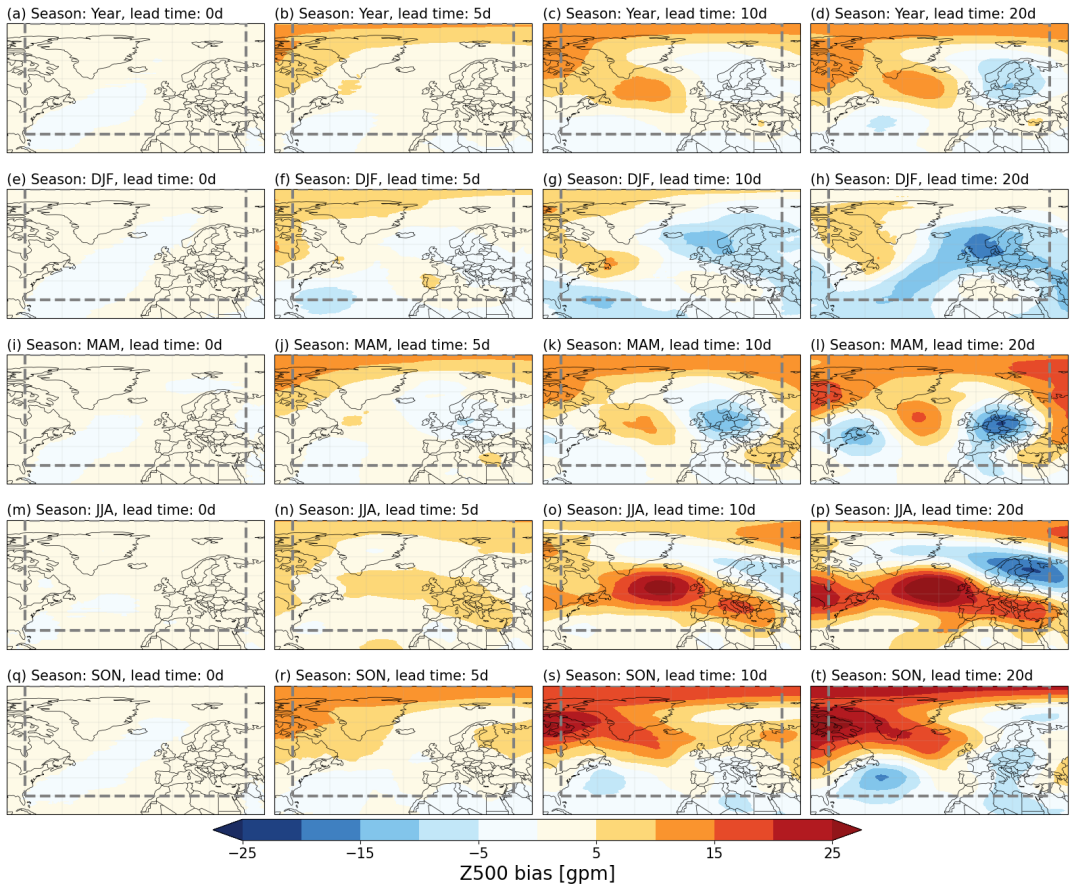 (a) Season: Year, lead time: 0d
(b) Season: Year, lead time: 5d
(c) Season: Year, lead time: 10d
(d) Season: Year, lead time: 20d
(e) Season: DJF, lead time: 0d
(f) Season: DJF, lead time: 5d
(g) Season: DJF, lead time: 10d
(h) Season: DJF, lead time: 20d
(i) Season: MAM, lead time: 0d
(j) Season: MAM, lead time: 5d
(k) Season: MAM, lead time: 10d
(l) Season: MAM, lead time: 20d
(m) Season: JJA, lead time: 0d
(n) Season: JJA, lead time: 5d
(o) Season: JJA, lead time: 10d
(p) Season: JJA, lead time: 20d
(q) Season: SON, lead time: 0d
(r) Season: SON, lead time: 5d
(s) Season: SON, lead time: 10d
(t) Season: SON, lead time: 20d
−25 −15 −5 5 15 25
Z500 bias [gpm]